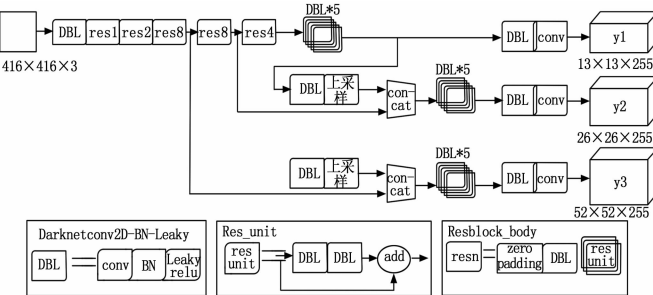 DBL*5
DBL res1 res2 res8 res8 res4 DBL conv y1
416×416×3
13×13×255
DBL 上采样 con-cat DBL*5 DBL conv y2
26×26×255
DBL 上采样 con-cat DBL*5 DBL conv y3
52×52×255
Darknetconv2D-BN-Leaky
DBL conv BN Leaky relu
Res_unit
res unit DBL DBL add
Resblock_body
resn zero padding DBL res unit